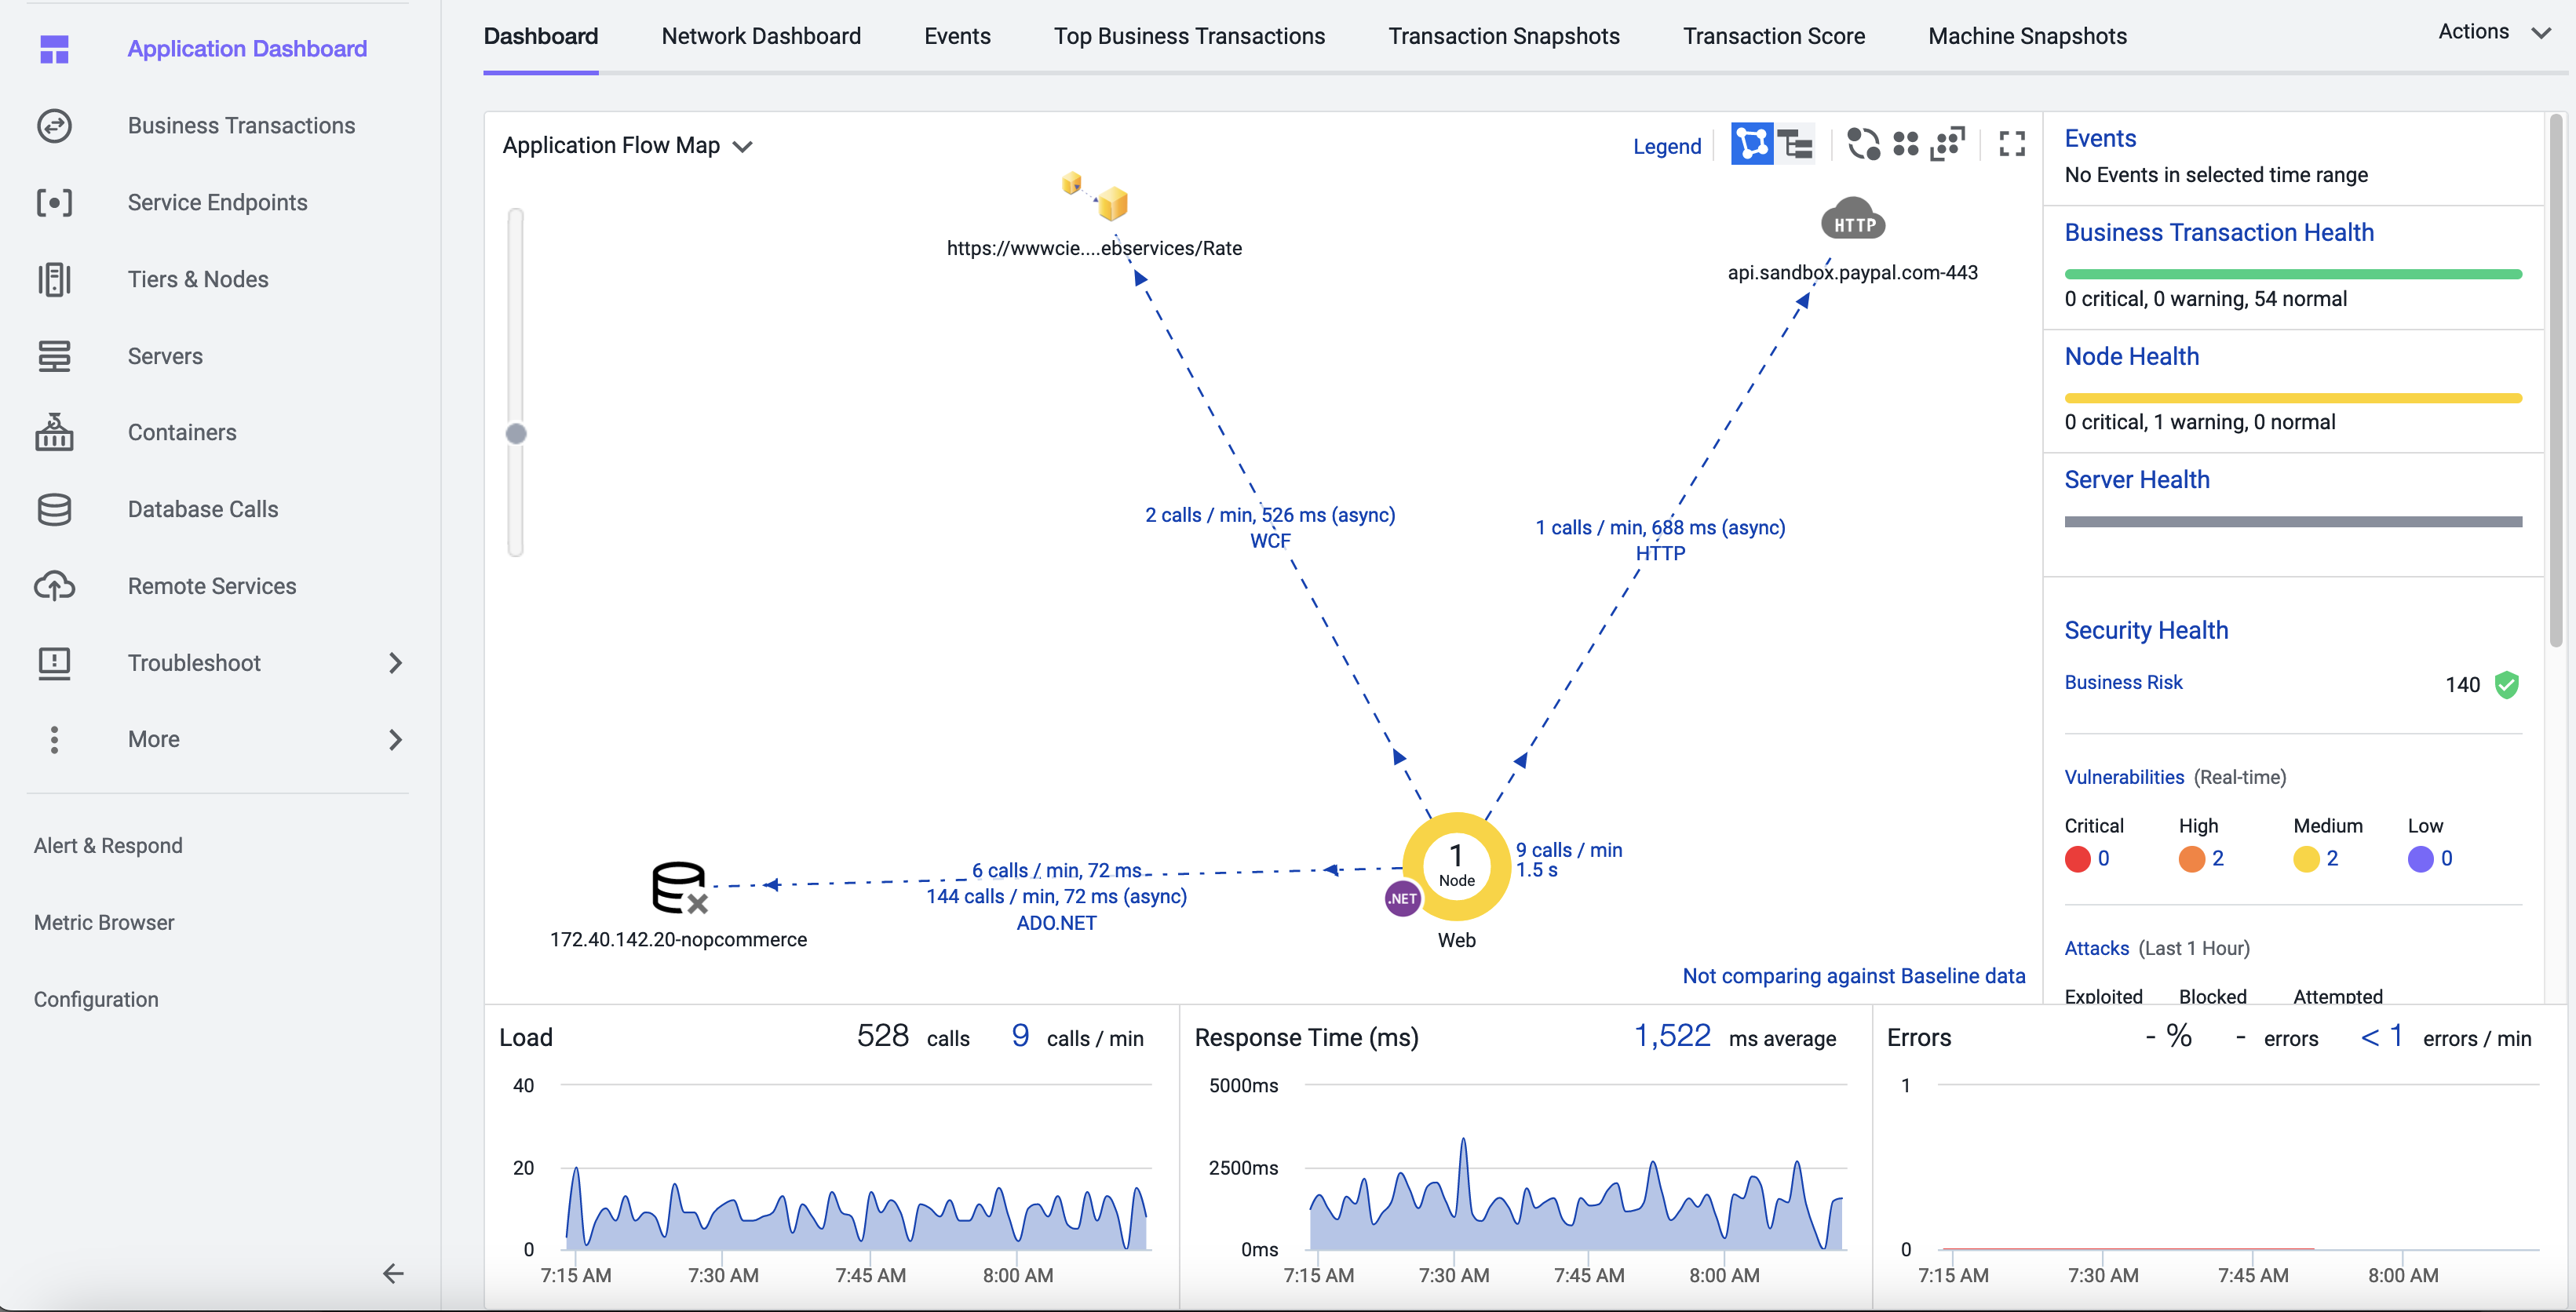 Application Dashboard
Business Transactions
Service Endpoints
Tiers & Nodes
Servers
Containers
Database Calls
Remote Services
Troubleshoot
More
Alert & Respond
Metric Browser
Configuration
Dashboard
Network Dashboard
Events
Top Business Transactions
Transaction Snapshots
Transaction Score
Machine Snapshots
Actions
Application Flow Map
Legend
https://wwwcie....ebservices/Rate
HTTP
api.sandbox.paypal.com-443
2 calls / min, 526 ms (async)
WCF
1 calls / min, 688 ms (async)
HTTP
6 calls / min, 72 ms
144 calls / min, 72 ms (async)
ADO.NET
172.40.142.20-nopcommerce
1
Node
.NET
Web
9 calls / min
1.5 s
Not comparing against Baseline data
Events
No Events in selected time range
Business Transaction Health
0 critical, 0 warning, 54 normal
Node Health
0 critical, 1 warning, 0 normal
Server Health
Security Health
Business Risk 140
Vulnerabilities (Real-time)
Critical High Medium Low
0 2 2 0
Attacks (Last 1 Hour)
Exploited Blocked Attempted
Load 528 calls 9 calls / min
40
20
0
7:15 AM 7:30 AM 7:45 AM 8:00 AM
Response Time (ms) 1,522 ms average
5000ms
2500ms
0ms
7:15 AM 7:30 AM 7:45 AM 8:00 AM
Errors - % - errors < 1 errors / min
1
0
7:15 AM 7:30 AM 7:45 AM 8:00 AM